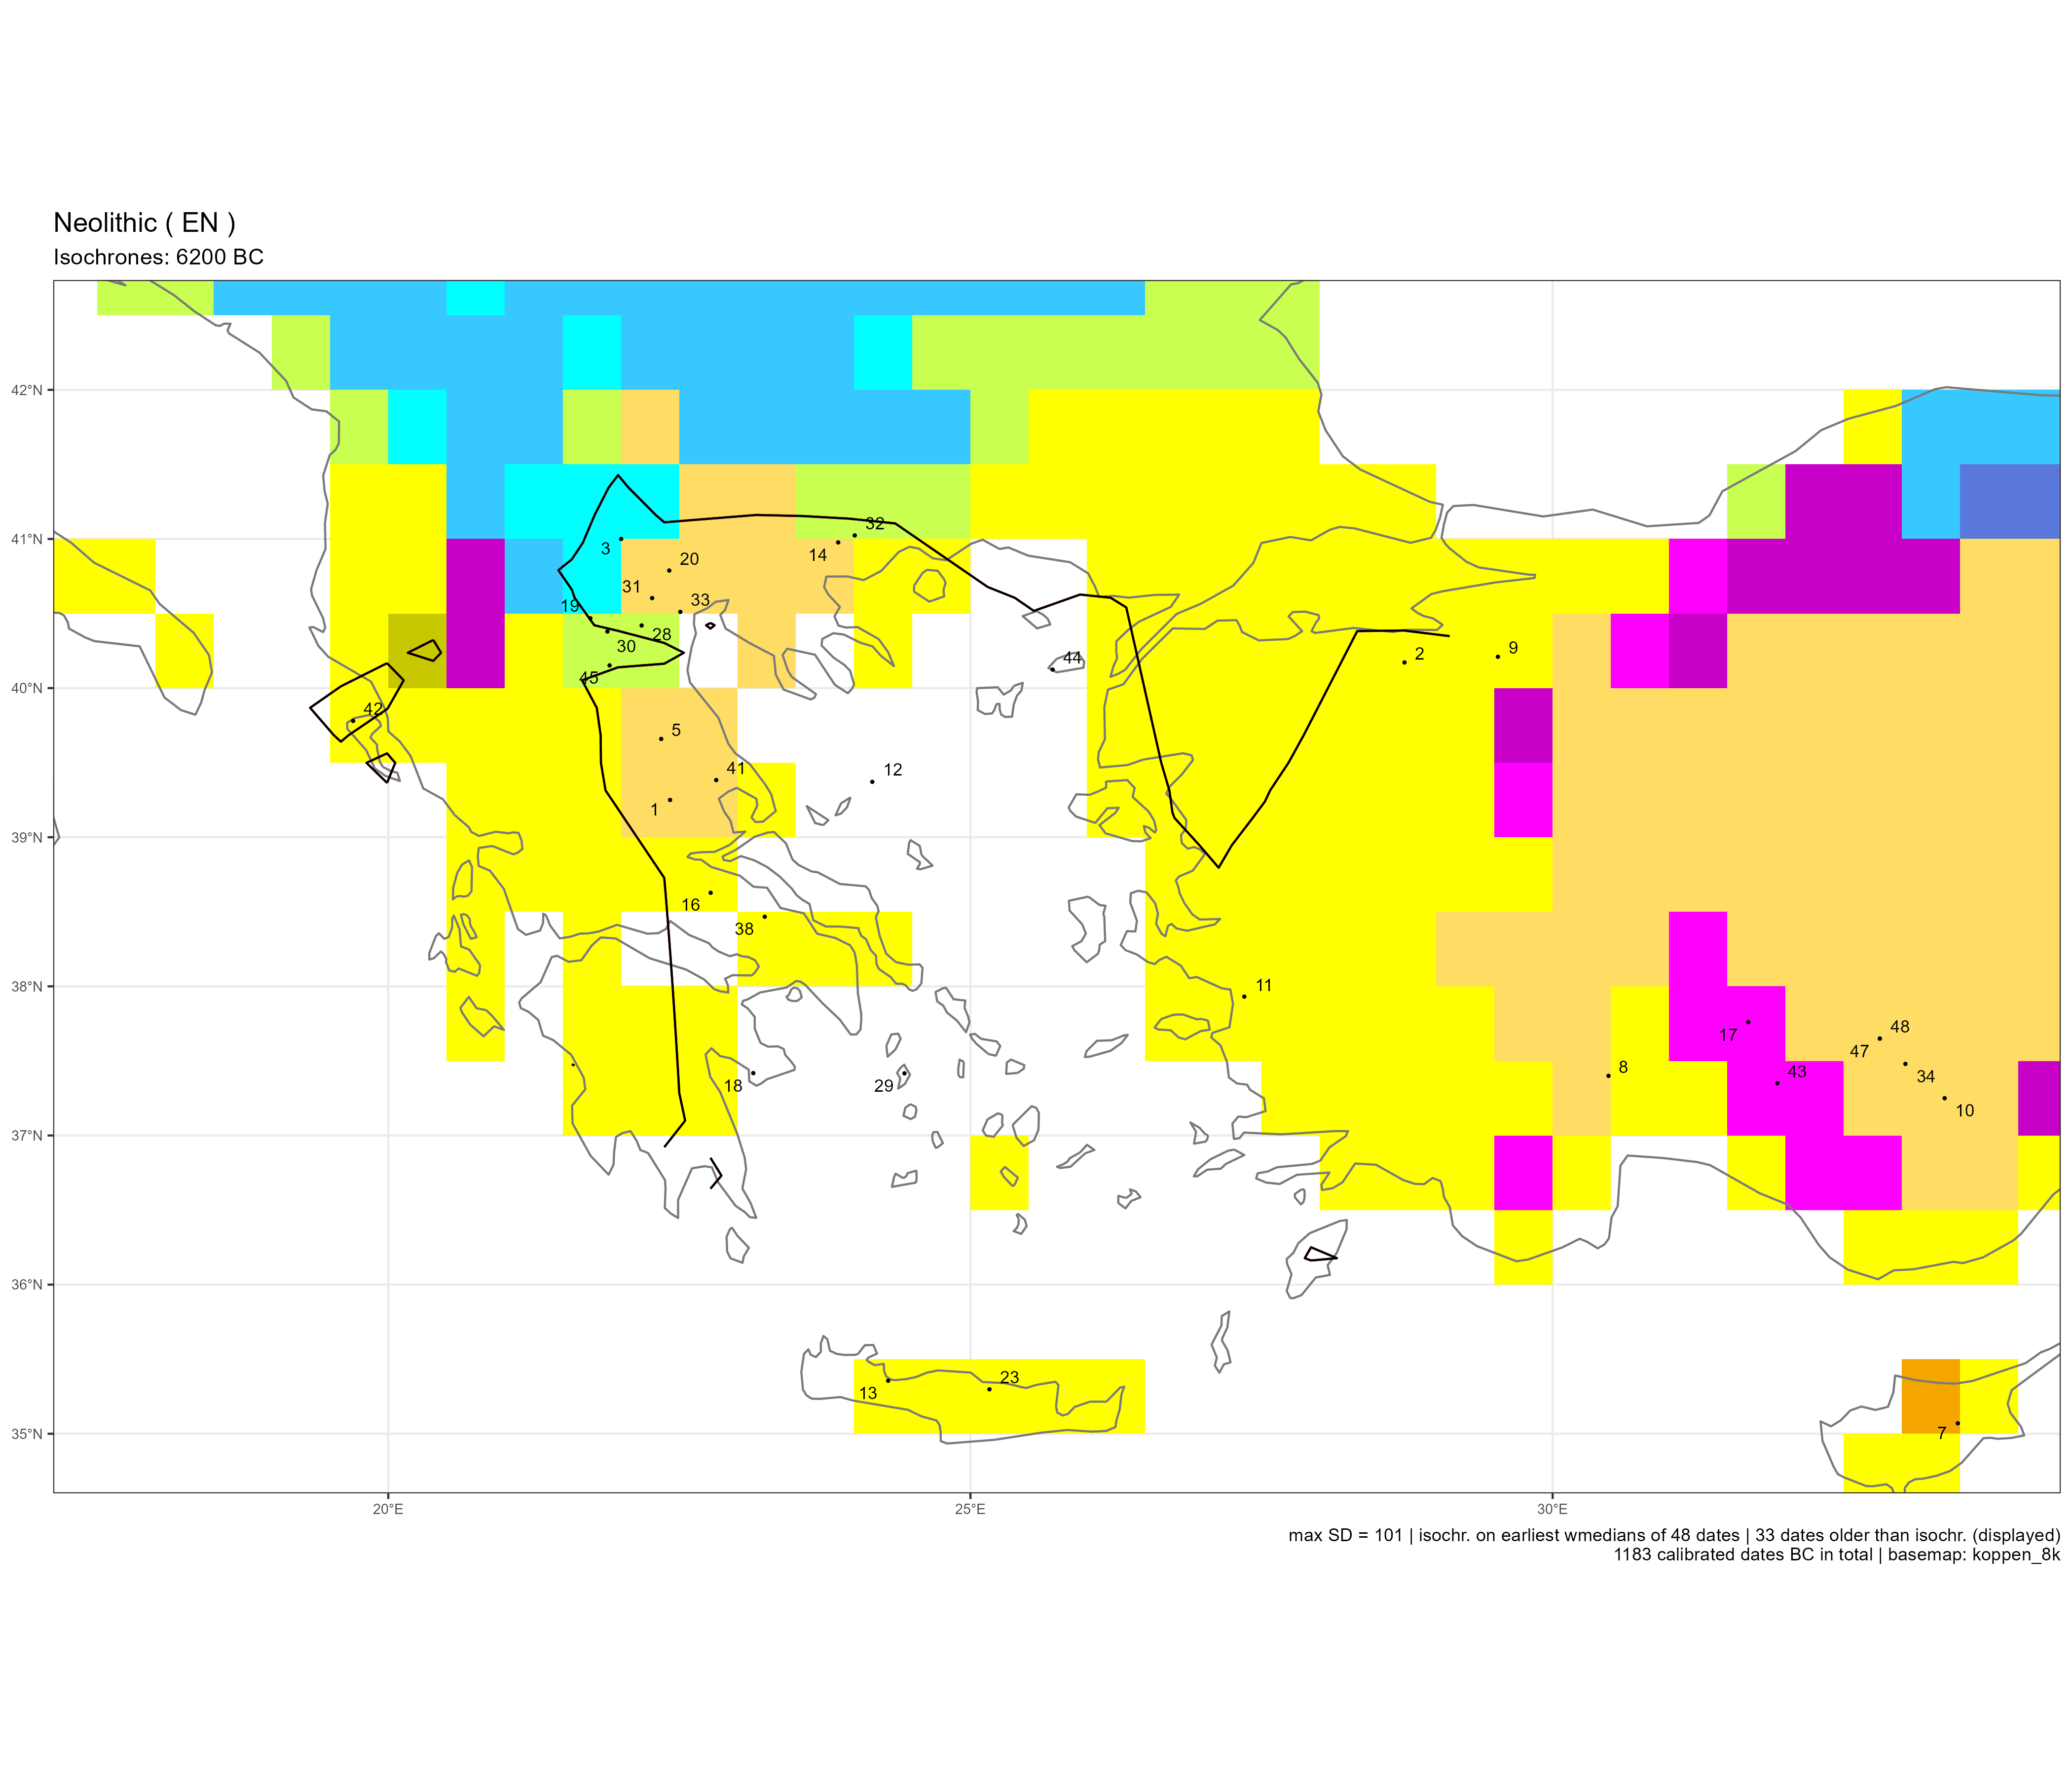 Neolithic ( EN )
Isochrones: 6200 BC
42°N
41°N
40°N
39°N
38°N
37°N
36°N
35°N
32
3
14
20
31
33
19
28
30
45
44
2
9
42
5
41
12
1
16
38
11
18
29
17
48
47
43
8
34
10
13
23
7
20°E
25°E
30°E
max SD = 101 | isochr. on earliest wmedians of 48 dates | 33 dates older than isochr. (displayed)
1183 calibrated dates BC in total | basemap: koppen_8k